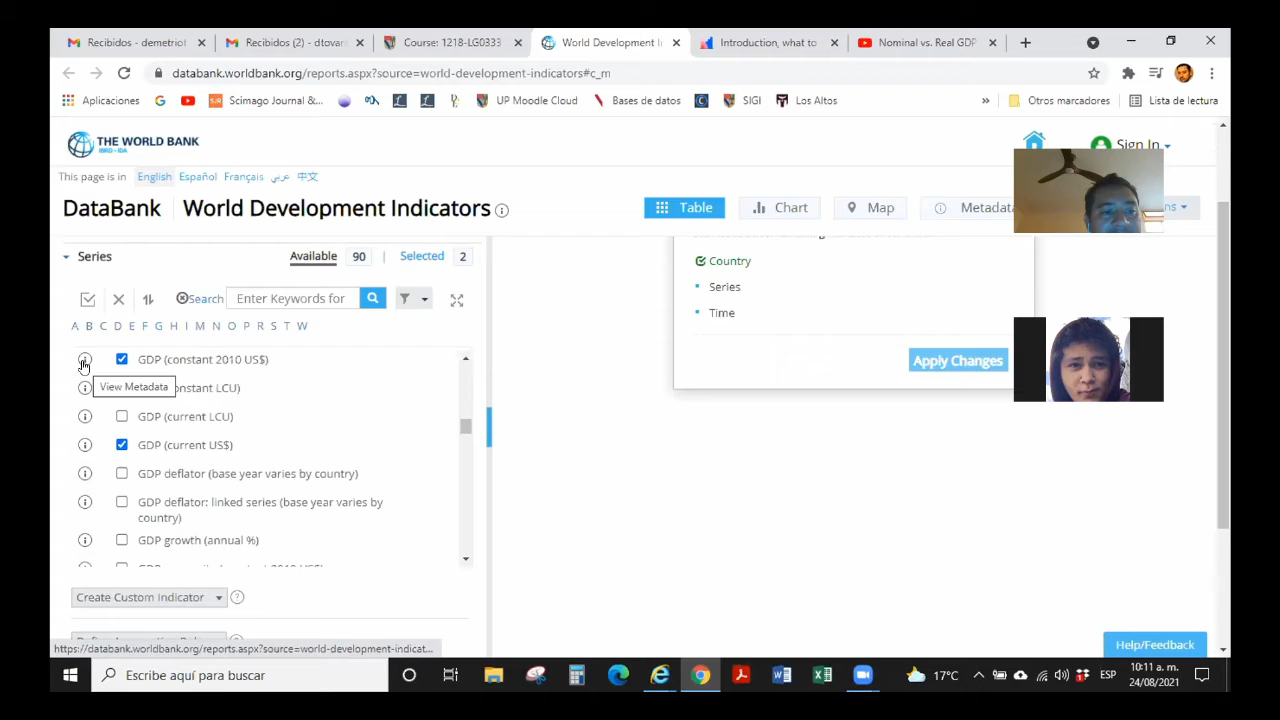 Recibidos - demetriot
Recibidos (2) - dtovar
Course: 1218-LG0333
World Development I
Introduction, what to
Nominal vs. Real GDP
databank.worldbank.org/reports.aspx?source=world-development-indicators#c_m
Aplicaciones
Scimago Journal &...
UP Moodle Cloud
Bases de datos
SIGI
Los Altos
»
Otros marcadores
Lista de lectura
THE WORLD BANK
IBRD • IDA
Sign In
This page is in English Español Français عربي 中文
DataBank World Development Indicators
Table
Chart
Map
Metadata
ns
Series
Available 90 | Selected 2
Search
Enter Keywords for
A B C D E F G H I M N O P R S T W
GDP (constant 2010 US$)
View Metadata
onstant LCU)
GDP (current LCU)
GDP (current US$)
GDP deflator (base year varies by country)
GDP deflator: linked series (base year varies by
country)
GDP growth (annual %)
Create Custom Indicator
?
Country
Series
Time
Apply Changes
Help/Feedback
https://databank.worldbank.org/reports.aspx?source=world-development-indicat...
Escribe aquí para buscar
17°C
ESP
10:11 a. m.
24/08/2021